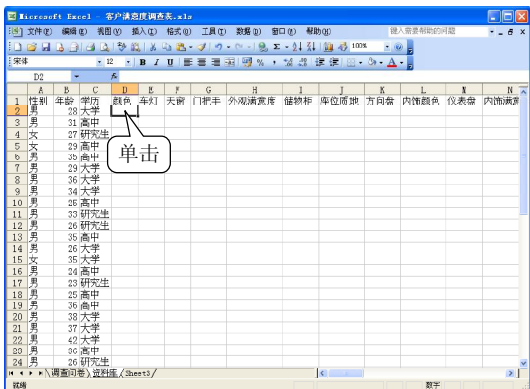 Microsoft Excel - 客户满意度调查表.xls
文件(F) 编辑(E) 视图(V) 插入(I) 格式(O) 工具(T) 数据(D) 窗口(W) 帮助(H) 键入需要帮助的问题
宋体 12 B I U 100%
D2 fx
A B C D E F G H I J K L M N
1 性别 年龄 学历 颜色 车灯 天窗 门把手 外观满意度 储物柜 座位质地 方向盘 内饰颜色 仪表盘 内饰满意
2 男 28 大学
3 男 31 高中
4 女 27 研究生
5 女 29 高中
6 男 35 高中
7 男 29 大学
8 男 36 大学
9 男 34 大学
10 男 26 高中
11 男 33 研究生
12 男 26 研究生
13 男 35 高中
14 男 26 大学
15 女 35 大学
16 男 24 高中
17 男 23 研究生
18 男 25 高中
19 男 36 高中
20 男 38 大学
21 男 37 大学
22 男 42 大学
23 男 36 高中
24 男 26 研究生
单击
调查问卷 资料库 Sheet3
就绪 数字